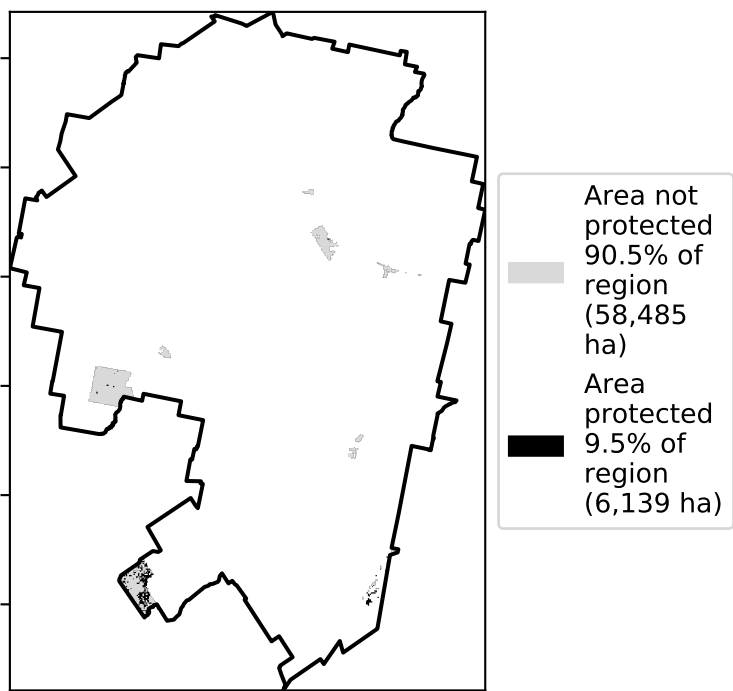 Area not
protected
90.5% of
region
(58,485
ha)
Area
protected
9.5% of
region
(6,139 ha)